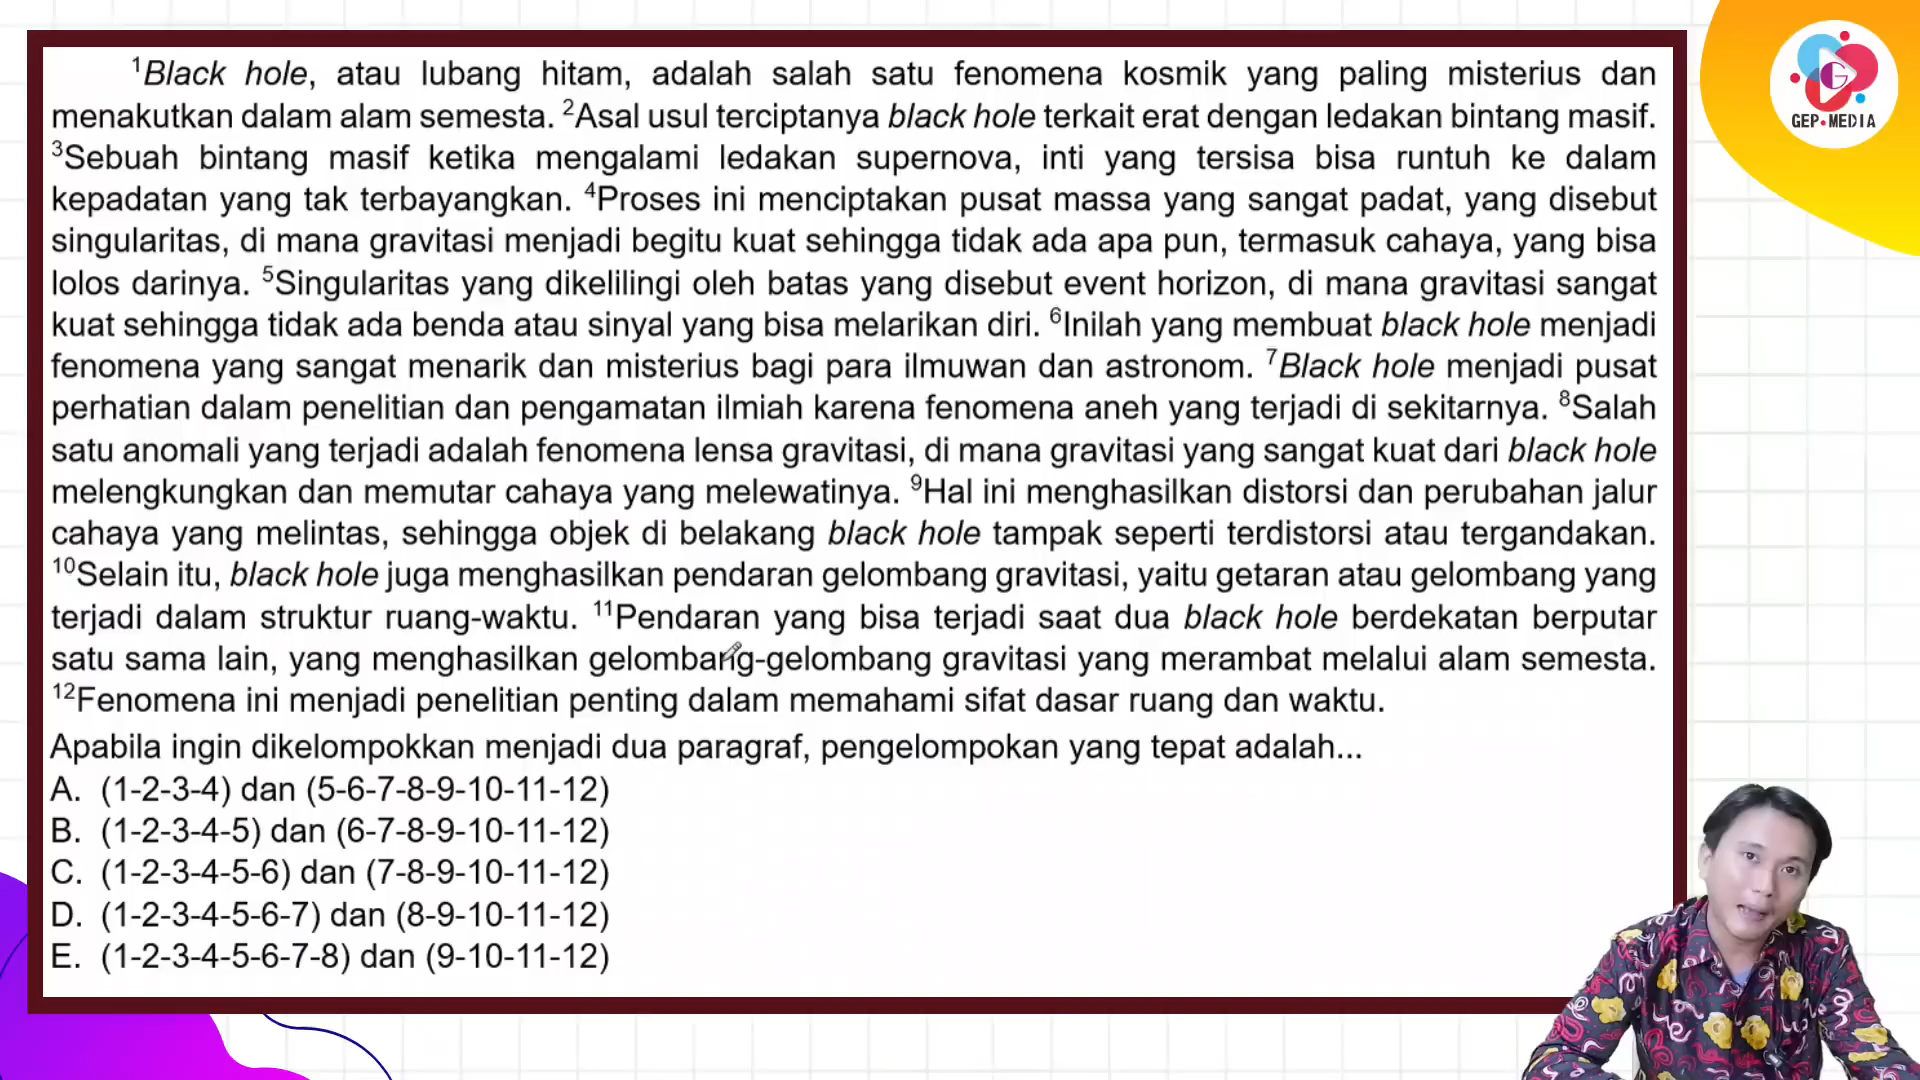 ¹Black hole, atau lubang hitam, adalah salah satu fenomena kosmik yang paling misterius dan
menakutkan dalam alam semesta. ²Asal usul terciptanya black hole terkait erat dengan ledakan bintang masif.
³Sebuah bintang masif ketika mengalami ledakan supernova, inti yang tersisa bisa runtuh ke dalam
kepadatan yang tak terbayangkan. ⁴Proses ini menciptakan pusat massa yang sangat padat, yang disebut
singularitas, di mana gravitasi menjadi begitu kuat sehingga tidak ada apa pun, termasuk cahaya, yang bisa
lolos darinya. ⁵Singularitas yang dikelilingi oleh batas yang disebut event horizon, di mana gravitasi sangat
kuat sehingga tidak ada benda atau sinyal yang bisa melarikan diri. ⁶Inilah yang membuat black hole menjadi
fenomena yang sangat menarik dan misterius bagi para ilmuwan dan astronom. ⁷Black hole menjadi pusat
perhatian dalam penelitian dan pengamatan ilmiah karena fenomena aneh yang terjadi di sekitarnya. ⁸Salah
satu anomali yang terjadi adalah fenomena lensa gravitasi, di mana gravitasi yang sangat kuat dari black hole
melengkungkan dan memutar cahaya yang melewatinya. ⁹Hal ini menghasilkan distorsi dan perubahan jalur
cahaya yang melintas, sehingga objek di belakang black hole tampak seperti terdistorsi atau tergandakan.
¹⁰Selain itu, black hole juga menghasilkan pendaran gelombang gravitasi, yaitu getaran atau gelombang yang
terjadi dalam struktur ruang-waktu. ¹¹Pendaran yang bisa terjadi saat dua black hole berdekatan berputar
satu sama lain, yang menghasilkan gelombang-gelombang gravitasi yang merambat melalui alam semesta.
¹²Fenomena ini menjadi penelitian penting dalam memahami sifat dasar ruang dan waktu.
Apabila ingin dikelompokkan menjadi dua paragraf, pengelompokan yang tepat adalah...
A. (1-2-3-4) dan (5-6-7-8-9-10-11-12)
B. (1-2-3-4-5) dan (6-7-8-9-10-11-12)
C. (1-2-3-4-5-6) dan (7-8-9-10-11-12)
D. (1-2-3-4-5-6-7) dan (8-9-10-11-12)
E. (1-2-3-4-5-6-7-8) dan (9-10-11-12)
G
GEP•MEDIA